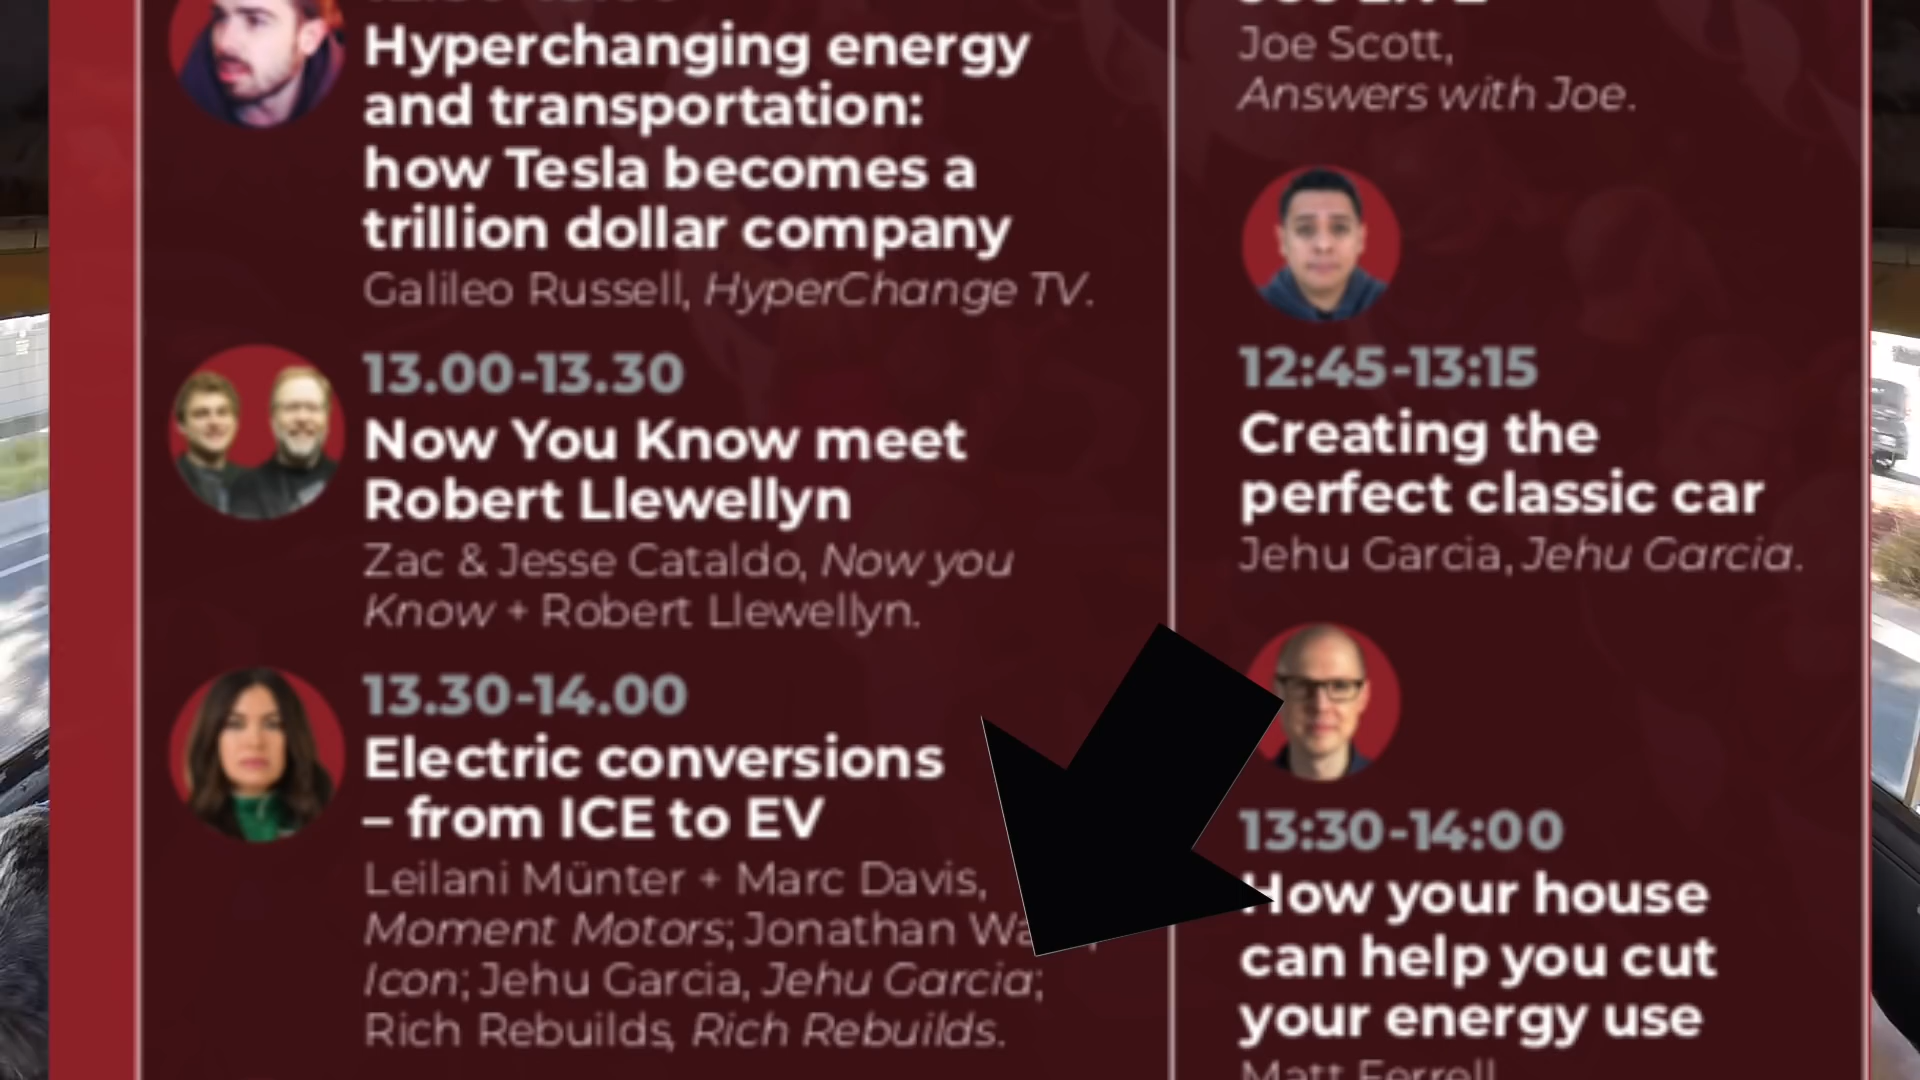 Hyperchanging energy
and transportation:
how Tesla becomes a
trillion dollar company
Galileo Russell, HyperChange TV.
13.00-13.30
Now You Know meet
Robert Llewellyn
Zac & Jesse Cataldo, Now you
Know + Robert Llewellyn.
13.30-14.00
Electric conversions
– from ICE to EV
Leilani Münter + Marc Davis,
Moment Motors; Jonathan
Icon; Jehu Garcia, Jehu Garcia;
Rich Rebuilds, Rich Rebuilds.
Joe Scott,
Answers with Joe.
12:45-13:15
Creating the
perfect classic car
Jehu Garcia, Jehu Garcia.
13:30-14:00
How your house
can help you cut
your energy use
Matt Ferrell